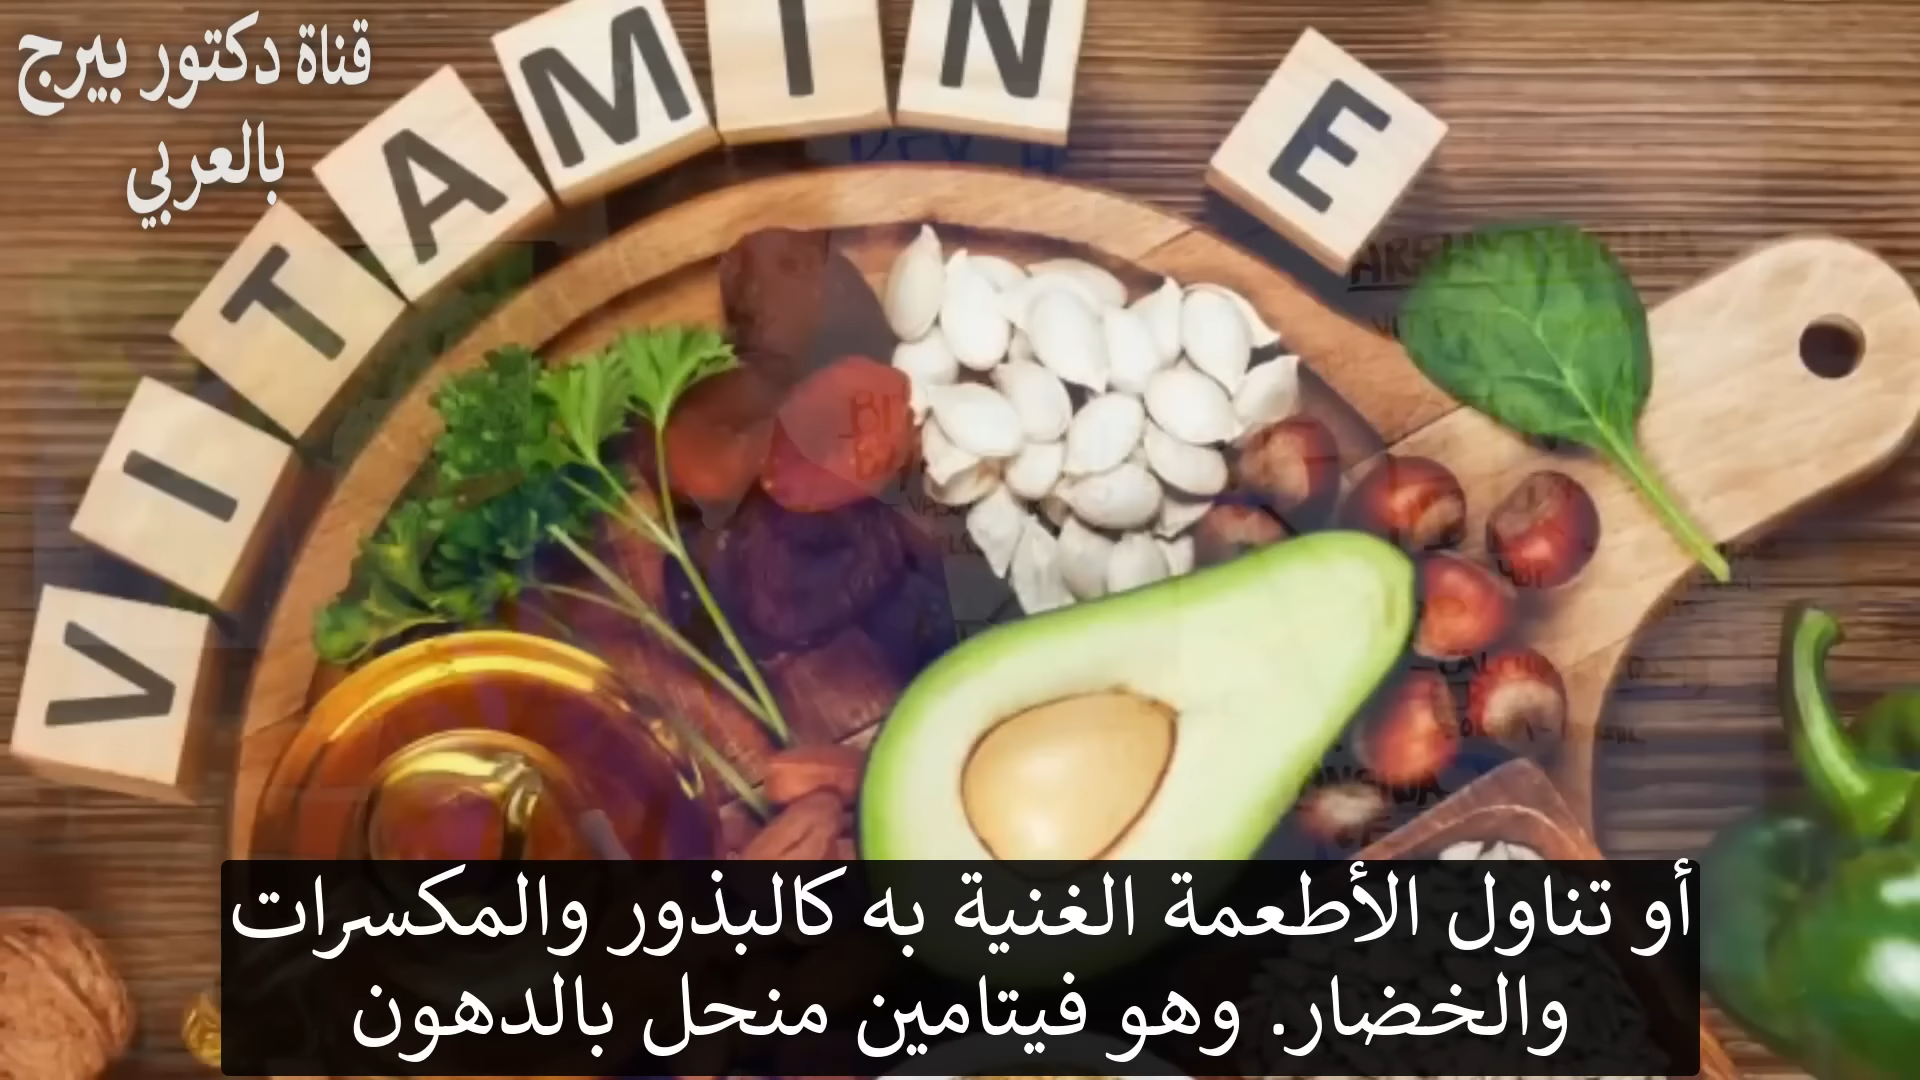 قناة دكتور بيرج
بالعربي
VITAMIN E
أو تناول الأطعمة الغنية به كالبذور والمكسرات
والخضار. وهو فيتامين منحل بالدهون